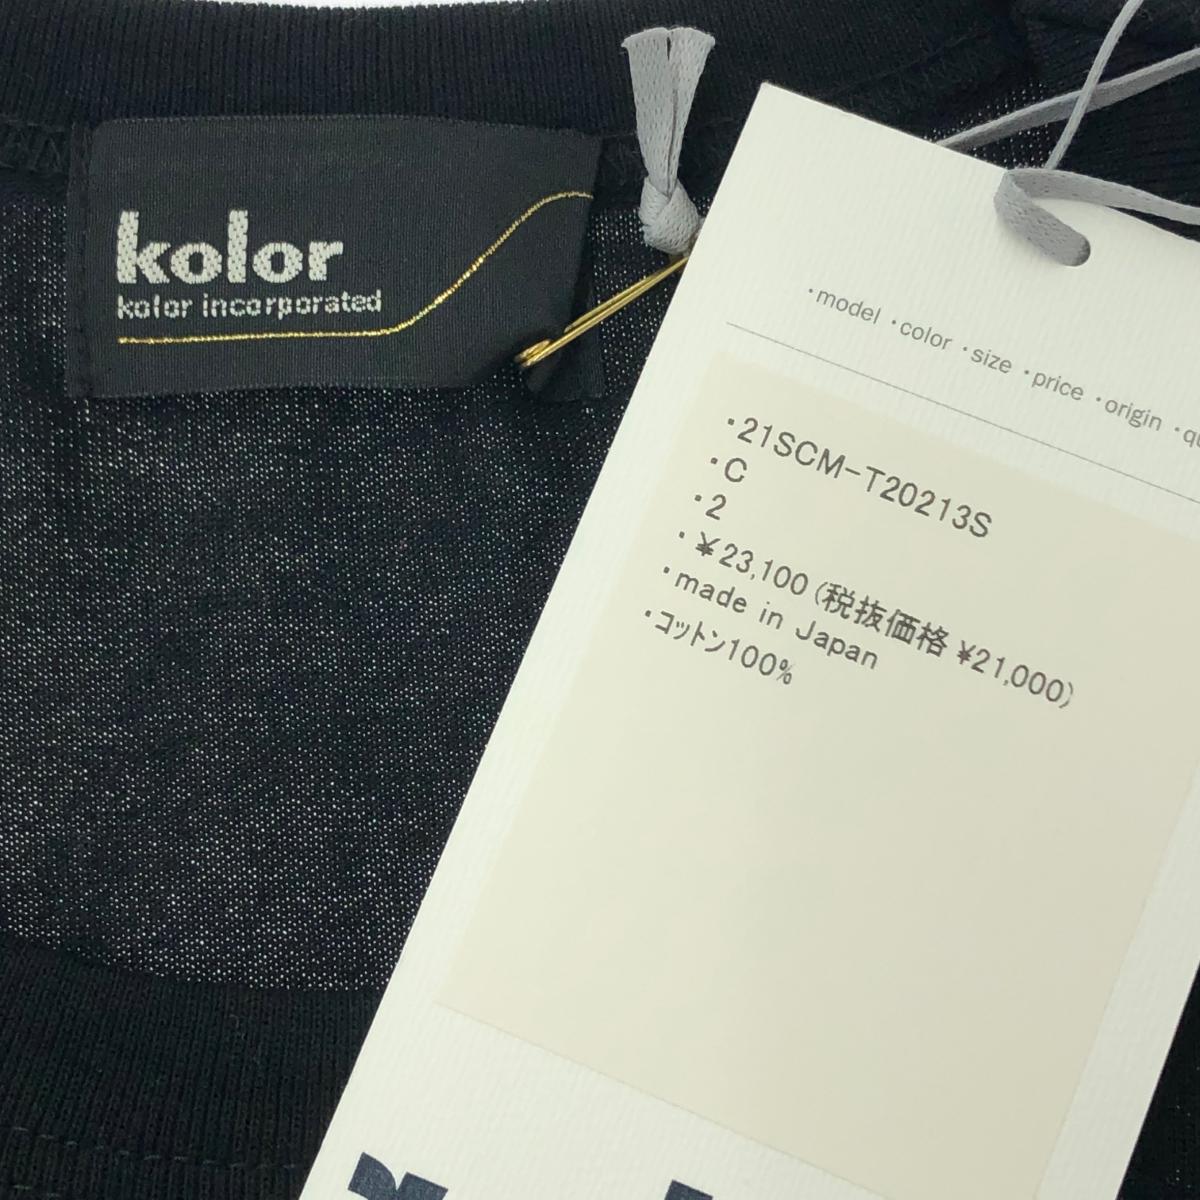 kolor
kolor incorporated
·model ·color ·size ·price ·origin
·21SCM-T20213S
·C
·2
·¥23,100 (税抜価格 ¥21,000)
·made in Japan
·コットン100%